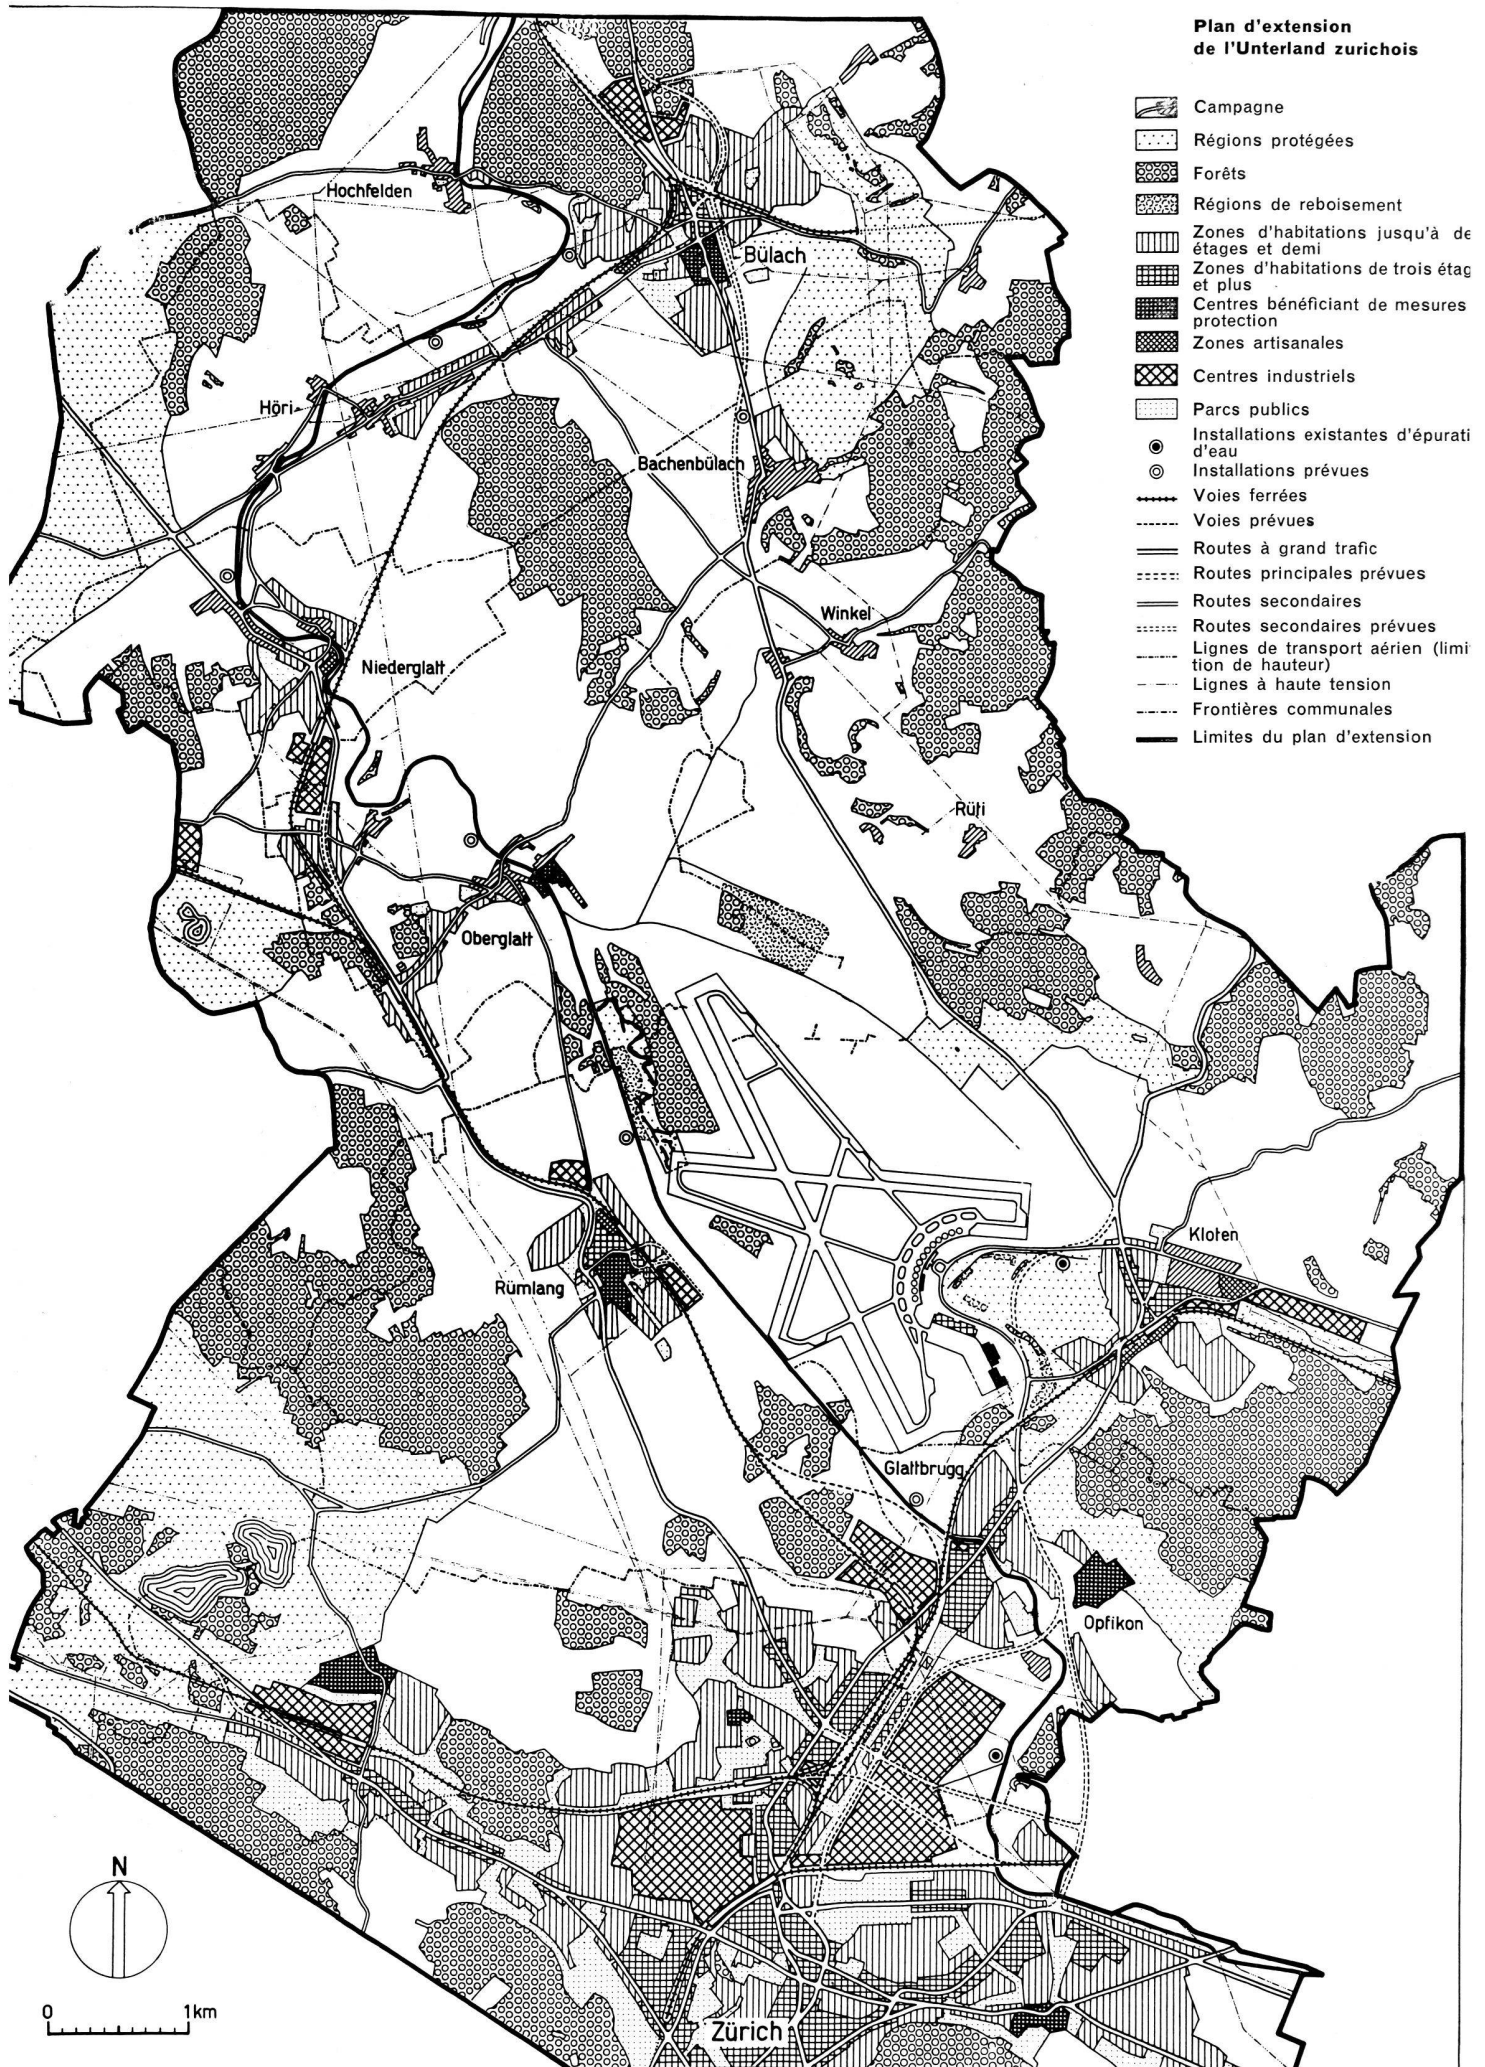 Plan d'extension
de l'Unterland zurichois
Campagne
Régions protégées
Forêts
Régions de reboisement
Zones d'habitations jusqu'à de
étages et demi
Zones d'habitations de trois étag
et plus
Centres bénéficiant de mesures
protection
Zones artisanales
Centres industriels
Parcs publics
Installations existantes d'épurati
d'eau
Installations prévues
Voies ferrées
Voies prévues
Routes à grand trafic
Routes principales prévues
Routes secondaires
Routes secondaires prévues
Lignes de transport aérien (limi
tion de hauteur)
Lignes à haute tension
Frontières communales
Limites du plan d'extension
Hochfelden
Bülach
Höri
Bachenbülach
Winkel
Niederglatt
Rüti
Oberglatt
Kloten
Rümlang
Glattbrugg
Opfikon
N
0 1km
Zürich